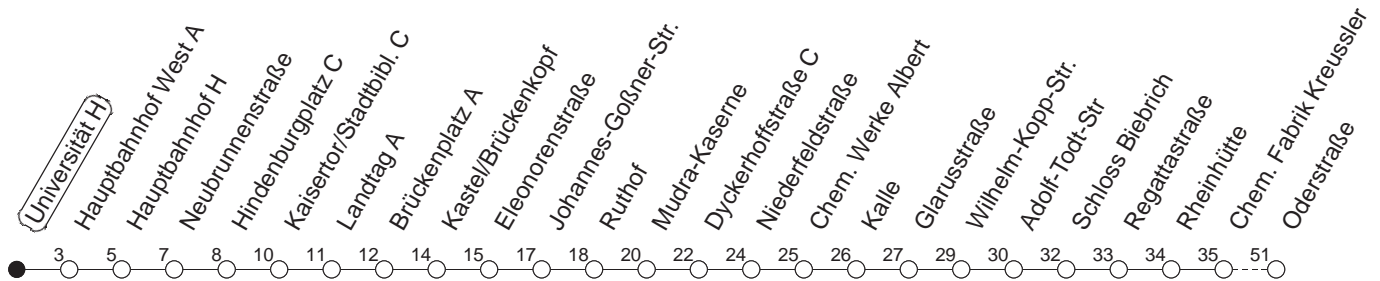 Universität H
Hauptbahnhof West A
Hauptbahnhof H
Neubrunnenstraße
Hindenburgplatz C
Kaisertor/Stadtbibl. C
Landtag A
Brückenplatz A
Kastel/Brückenkopf
Eleonorenstraße
Johannes-Goßner-Str.
Ruthof
Mudra-Kaserne
Dyckerhoffstraße C
Niederfeldstraße
Chem. Werke Albert
Kalle
Glarusstraße
Wilhelm-Kopp-Str.
Adolf-Todt-Str
Schloss Biebrich
Regattastraße
Rheinhütte
Chem. Fabrik Kreussler
Oderstraße
3 5 7 8 10 11 12 14 15 17 18 20 22 24 25 26 27 29 30 32 33 34 35 51